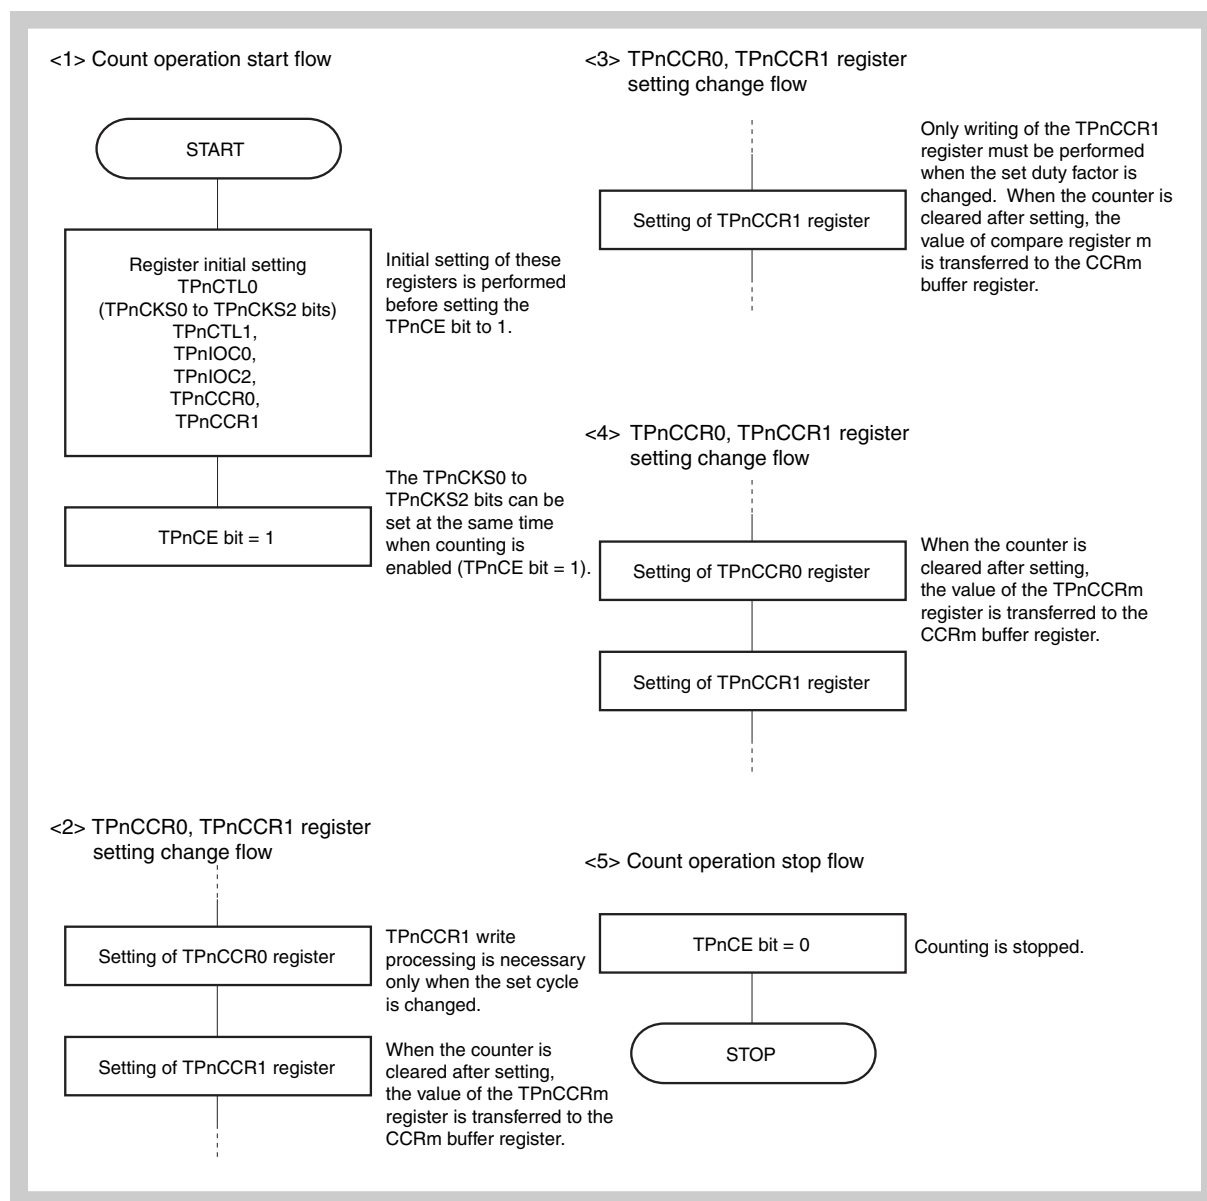 <1> Count operation start flow
START
Register initial setting
TPnCTL0
(TPnCKS0 to TPnCKS2 bits)
TPnCTL1,
TPnIOC0,
TPnIOC2,
TPnCCR0,
TPnCCR1
Initial setting of these
registers is performed
before setting the
TPnCE bit to 1.
TPnCE bit = 1
The TPnCKS0 to
TPnCKS2 bits can be
set at the same time
when counting is
enabled (TPnCE bit = 1).
<2> TPnCCR0, TPnCCR1 register
setting change flow
Setting of TPnCCR0 register
TPnCCR1 write
processing is necessary
only when the set cycle
is changed.
Setting of TPnCCR1 register
When the counter is
cleared after setting,
the value of the TPnCCRm
register is transferred to the
CCRm buffer register.
<3> TPnCCR0, TPnCCR1 register
setting change flow
Setting of TPnCCR1 register
Only writing of the TPnCCR1
register must be performed
when the set duty factor is
changed. When the counter is
cleared after setting, the
value of compare register m
is transferred to the CCRm
buffer register.
<4> TPnCCR0, TPnCCR1 register
setting change flow
Setting of TPnCCR0 register
When the counter is
cleared after setting,
the value of the TPnCCRm
register is transferred to the
CCRm buffer register.
Setting of TPnCCR1 register
<5> Count operation stop flow
TPnCE bit = 0
Counting is stopped.
STOP